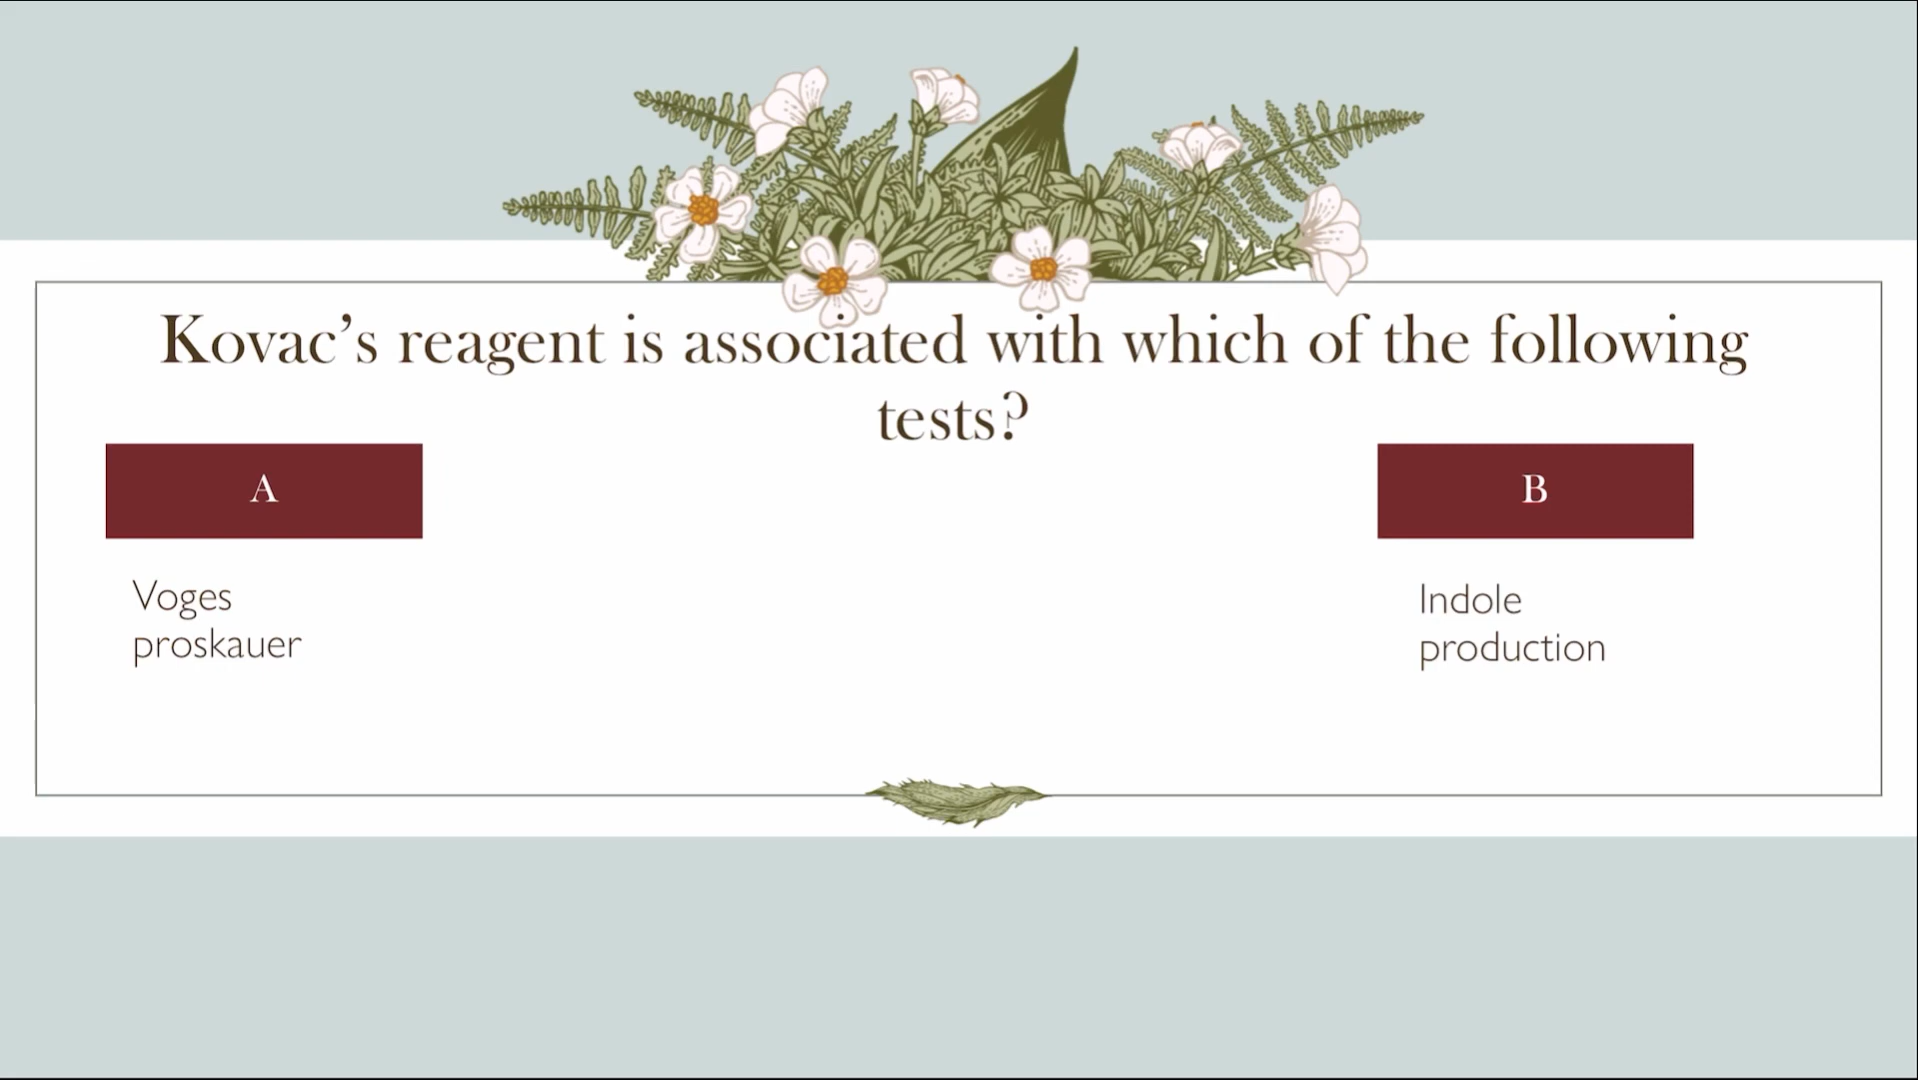 Kovac’s reagent is associated with which of the following
tests?
A
B
Voges
proskauer
Indole
production